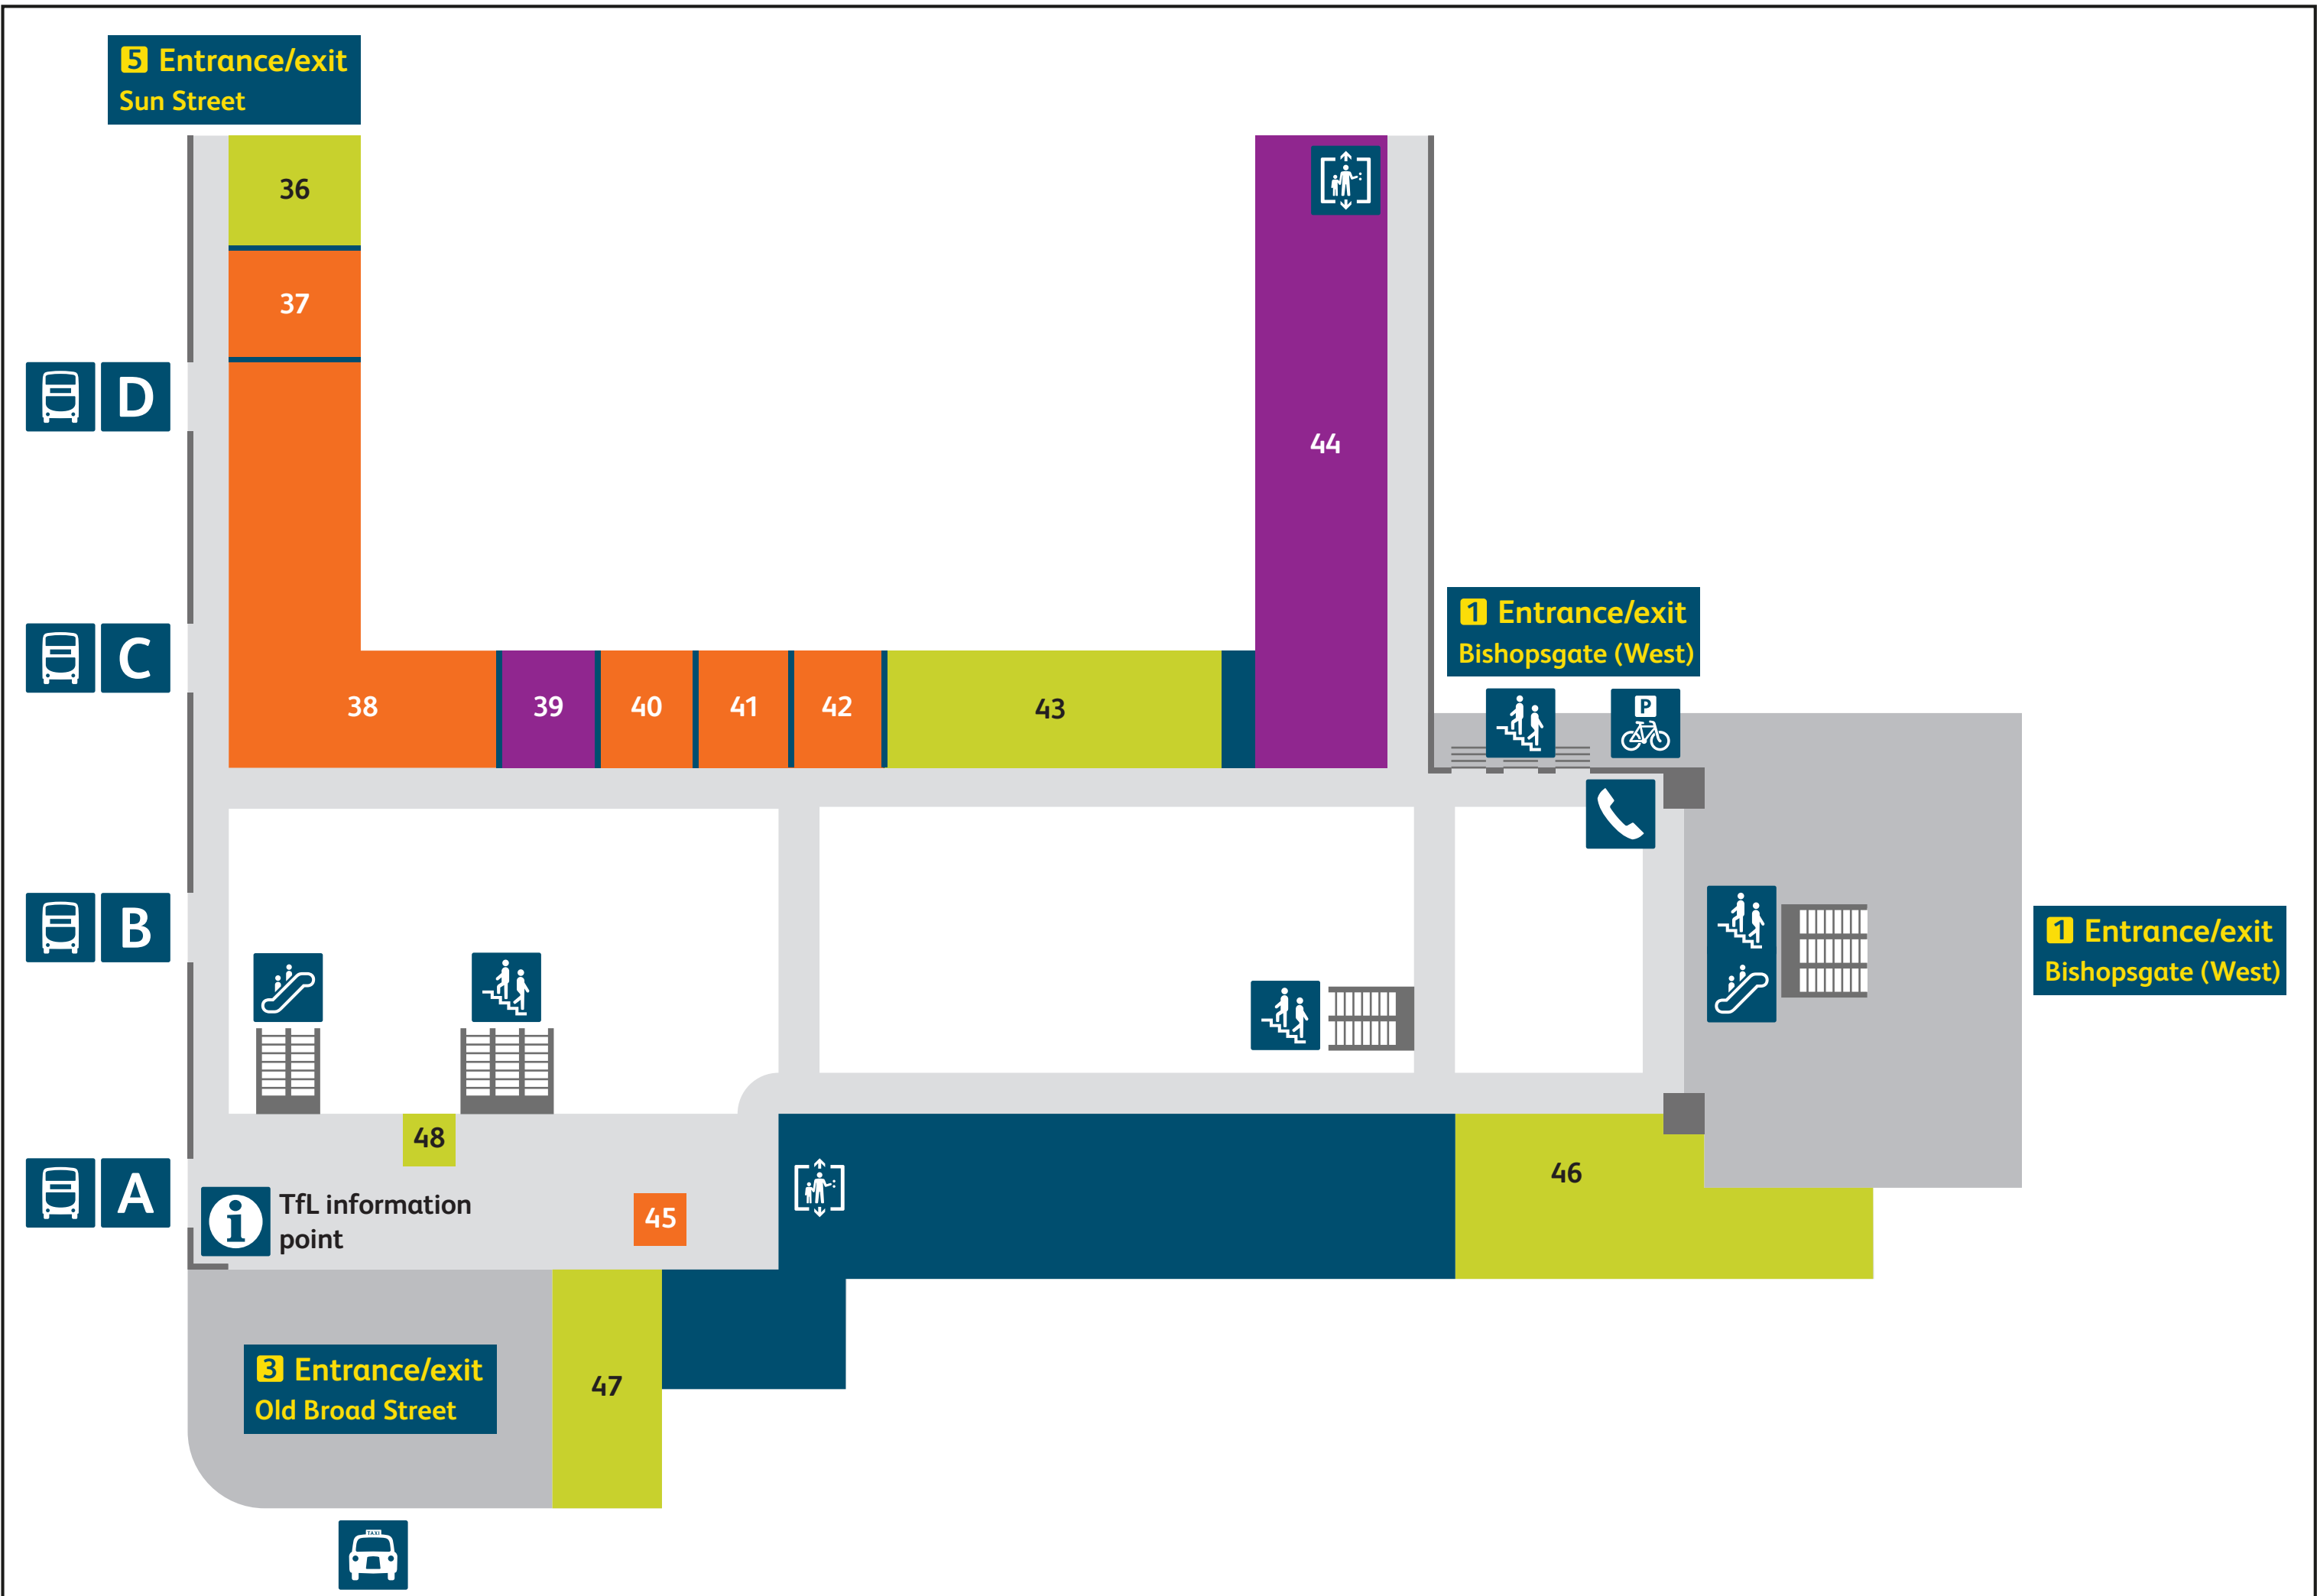 5 Entrance/exit
Sun Street
36
37
D
44
C
1 Entrance/exit
Bishopsgate (West)
P
38
39
40
41
42
43
B
1 Entrance/exit
Bishopsgate (West)
48
46
A
TfL information
point
45
3 Entrance/exit
Old Broad Street
47
TAXI